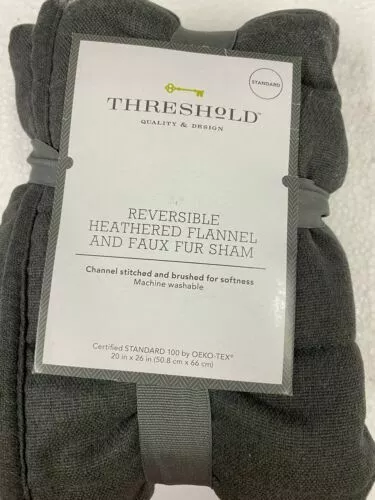 STANDARD
THRESHOLD™
QUALITY & DESIGN
REVERSIBLE
HEATHERED FLANNEL
AND FAUX FUR SHAM
Channel stitched and brushed for softness
Machine washable
Certified STANDARD 100 by OEKO-TEX®
20 in x 26 in (50.8 cm x 66 cm)